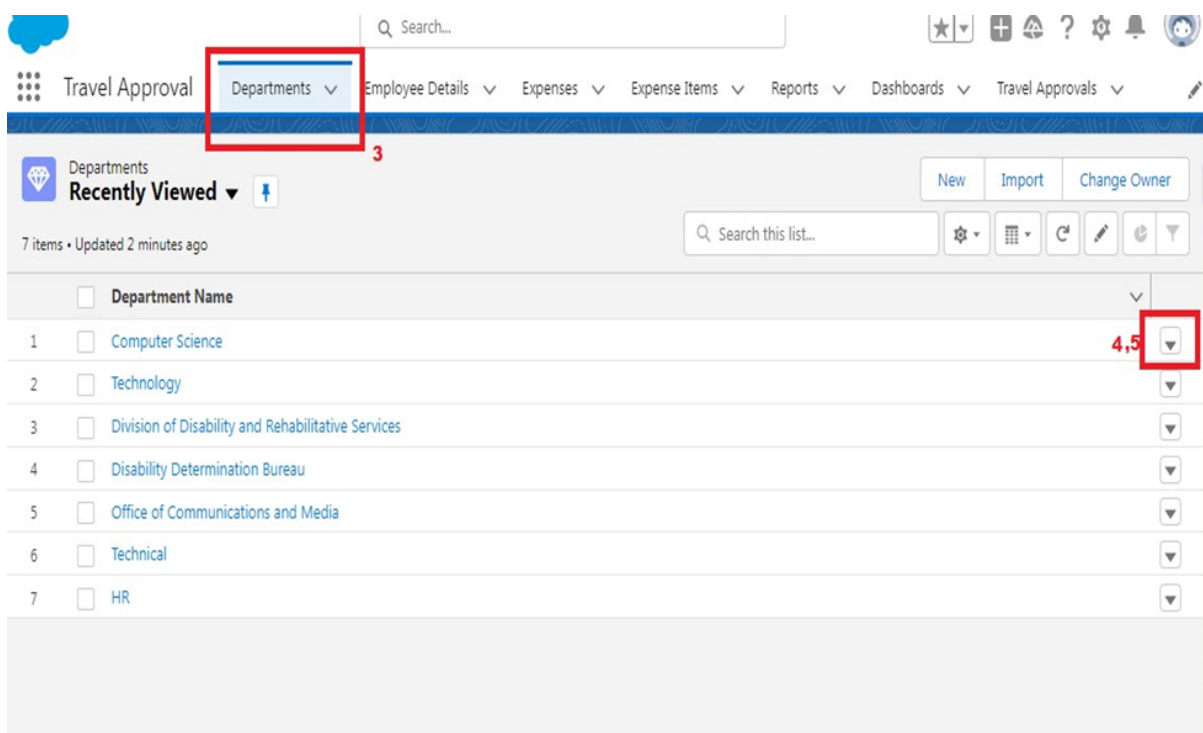 Search...
Travel Approval Departments Employee Details Expenses Expense Items Reports Dashboards Travel Approvals
3
Departments
Recently Viewed
New Import Change Owner
7 items • Updated 2 minutes ago
Search this list...
Department Name
1 Computer Science 4,5
2 Technology
3 Division of Disability and Rehabilitative Services
4 Disability Determination Bureau
5 Office of Communications and Media
6 Technical
7 HR